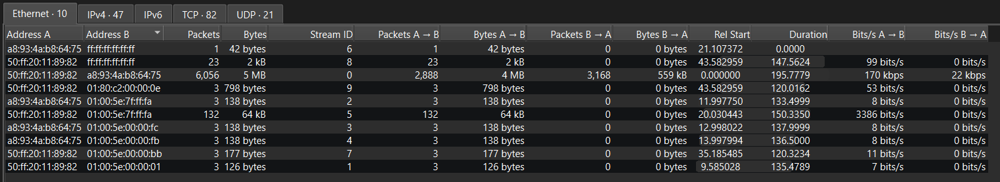 Ethernet · 10 IPv4 · 47 IPv6 TCP · 82 UDP · 21
Address A Address B Packets Bytes Stream ID Packets A → B Bytes A → B Packets B → A Bytes B → A Rel Start Duration Bits/s A → B Bits/s B → A
a8:93:4a:b8:64:75 ff:ff:ff:ff:ff:ff 1 42 bytes 6 1 42 bytes 0 0 bytes 21.107372 0.0000
50:ff:20:11:89:82 ff:ff:ff:ff:ff:ff 23 2 kB 8 23 2 kB 0 0 bytes 43.582959 147.5624 99 bits/s 0 bits/s
50:ff:20:11:89:82 a8:93:4a:b8:64:75 6,056 5 MB 0 2,888 4 MB 3,168 559 kB 0.000000 195.7779 170 kbps 22 kbps
50:ff:20:11:89:82 01:80:c2:00:00:0e 3 798 bytes 9 3 798 bytes 0 0 bytes 43.582959 120.0162 53 bits/s 0 bits/s
a8:93:4a:b8:64:75 01:00:5e:7f:ff:fa 3 138 bytes 2 3 138 bytes 0 0 bytes 11.997750 133.4999 8 bits/s 0 bits/s
50:ff:20:11:89:82 01:00:5e:7f:ff:fa 132 64 kB 5 132 64 kB 0 0 bytes 20.030443 150.3350 3386 bits/s 0 bits/s
a8:93:4a:b8:64:75 01:00:5e:00:00:fc 3 138 bytes 3 3 138 bytes 0 0 bytes 12.998022 137.9999 8 bits/s 0 bits/s
a8:93:4a:b8:64:75 01:00:5e:00:00:fb 3 138 bytes 4 3 138 bytes 0 0 bytes 13.997994 136.5000 8 bits/s 0 bits/s
50:ff:20:11:89:82 01:00:5e:00:00:bb 3 177 bytes 7 3 177 bytes 0 0 bytes 35.185485 120.3234 11 bits/s 0 bits/s
50:ff:20:11:89:82 01:00:5e:00:00:01 3 126 bytes 1 3 126 bytes 0 0 bytes 9.585028 135.4789 7 bits/s 0 bits/s